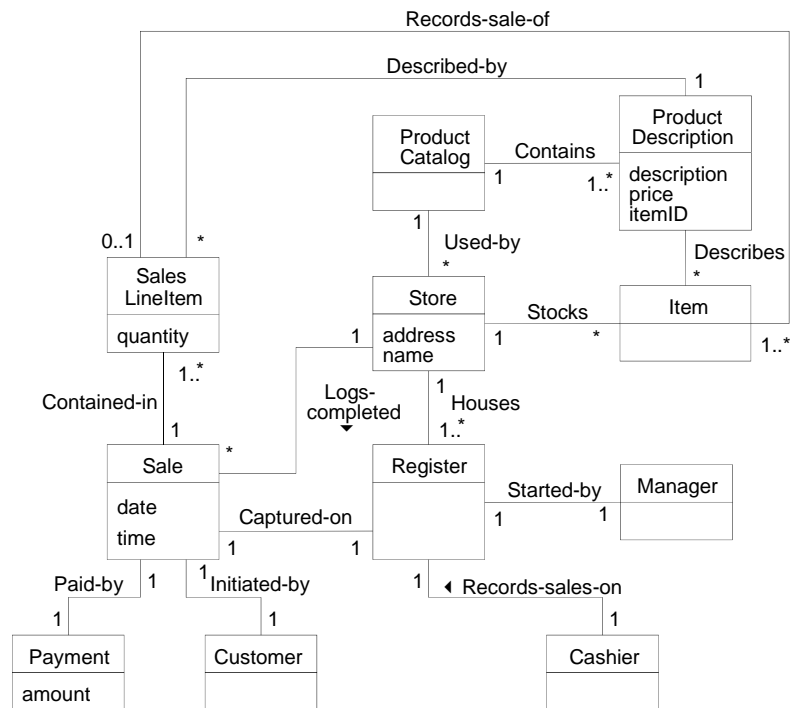 Records-sale-of
Described-by
1
Product
Catalog
Contains
1
1..*
Product
Description
description
price
itemID
0..1
*
1
Used-by
*
Describes
*
Sales
LineItem
quantity
Store
address
name
Stocks
1
*
Item
1..*
1
1..*
Contained-in
1
Logs-
completed
1
Houses
1..*
*
Sale
date
time
Register
Started-by
1
1
Manager
Captured-on
1
1
Paid-by
1
1
Initiated-by
1
Records-sales-on
1
1
1
Payment
amount
Customer
Cashier